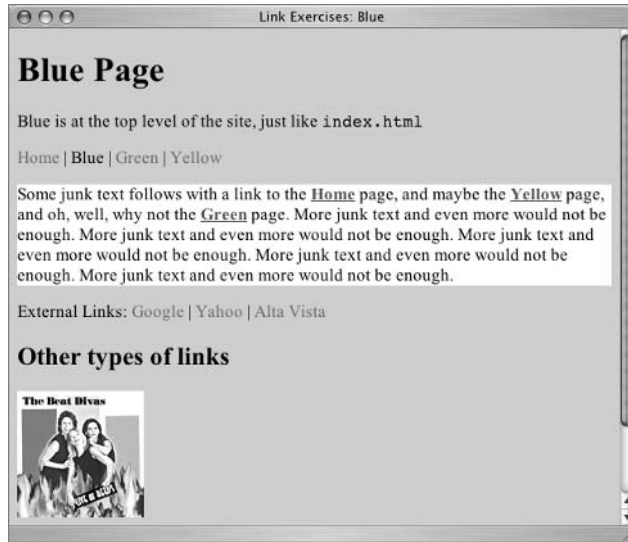 Link Exercises: Blue
Blue Page
Blue is at the top level of the site, just like index.html
Home | Blue | Green | Yellow
Some junk text follows with a link to the Home page, and maybe the Yellow page,
and oh, well, why not the Green page. More junk text and even more would not be
enough. More junk text and even more would not be enough. More junk text and
even more would not be enough. More junk text and even more would not be
enough. More junk text and even more would not be enough.
External Links: Google | Yahoo | Alta Vista
Other types of links
The Beat Divas